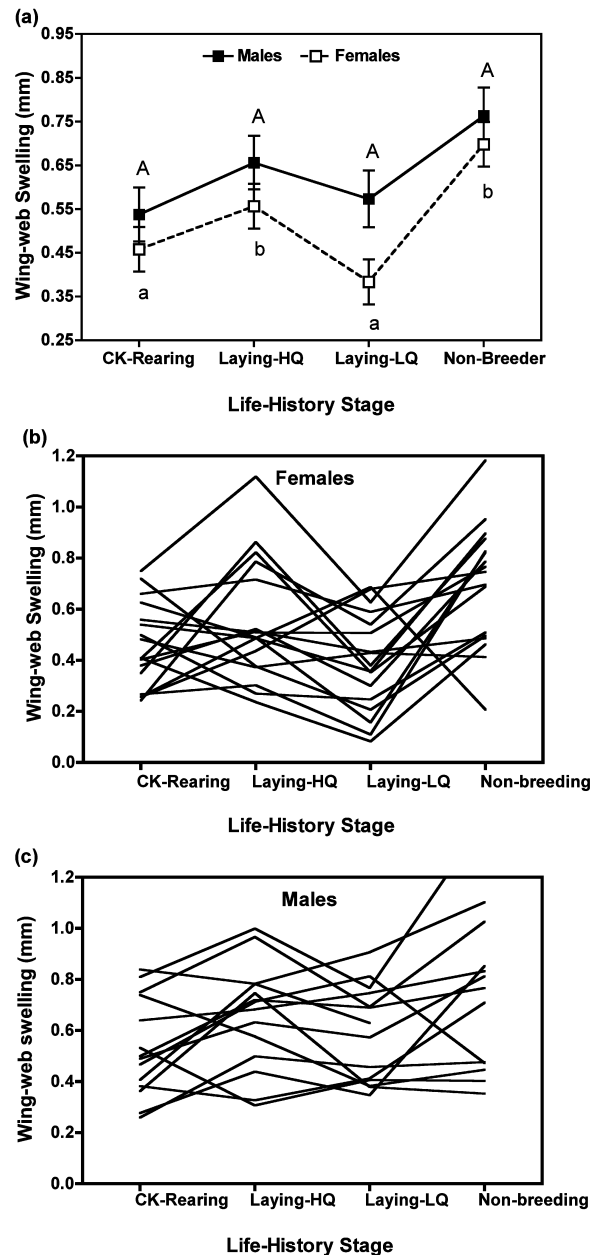 (a)
0.95
Males Females
0.85
A
A
0.75
A
A
0.65
0.55
b
b
0.45
a
0.35
a
0.25
Wing-web Swelling (mm)
CK-Rearing Laying-HQ Laying-LQ Non-Breeder
Life-History Stage
(b)
1.2
Females
1.0
0.8
0.6
0.4
0.2
0.0
Wing-web Swelling (mm)
CK-Rearing Laying-HQ Laying-LQ Non-breeding
Life-History Stage
(c)
1.2
Males
1.0
0.8
0.6
0.4
0.2
0.0
Wing-web swelling (mm)
CK-Rearing Laying-HQ Laying-LQ Non-breeding
Life-History Stage